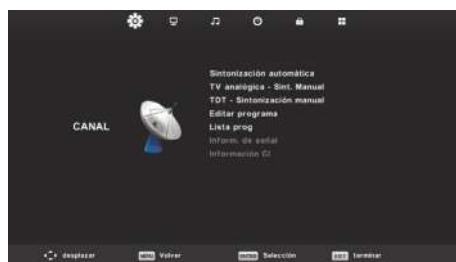 Sintonización automática
TV analógica - Sint. Manual
TDT - Sintonización manual
Editar programa
CANAL
Lista prog
Inform. de señal
Información CI
desplazar MENU Volver ENTER Selección EXIT terminar